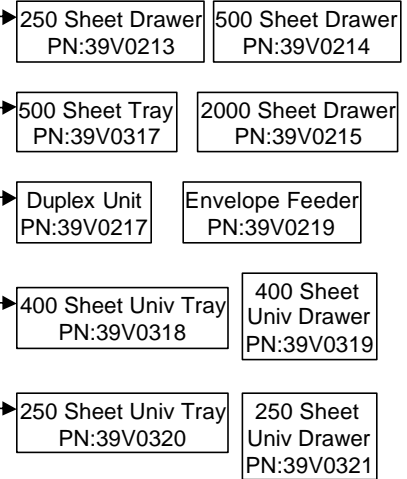 250 Sheet Drawer
PN:39V0213
500 Sheet Drawer
PN:39V0214
500 Sheet Tray
PN:39V0317
2000 Sheet Drawer
PN:39V0215
Duplex Unit
PN:39V0217
Envelope Feeder
PN:39V0219
400 Sheet Univ Tray
PN:39V0318
400 Sheet
Univ Drawer
PN:39V0319
250 Sheet Univ Tray
PN:39V0320
250 Sheet
Univ Drawer
PN:39V0321